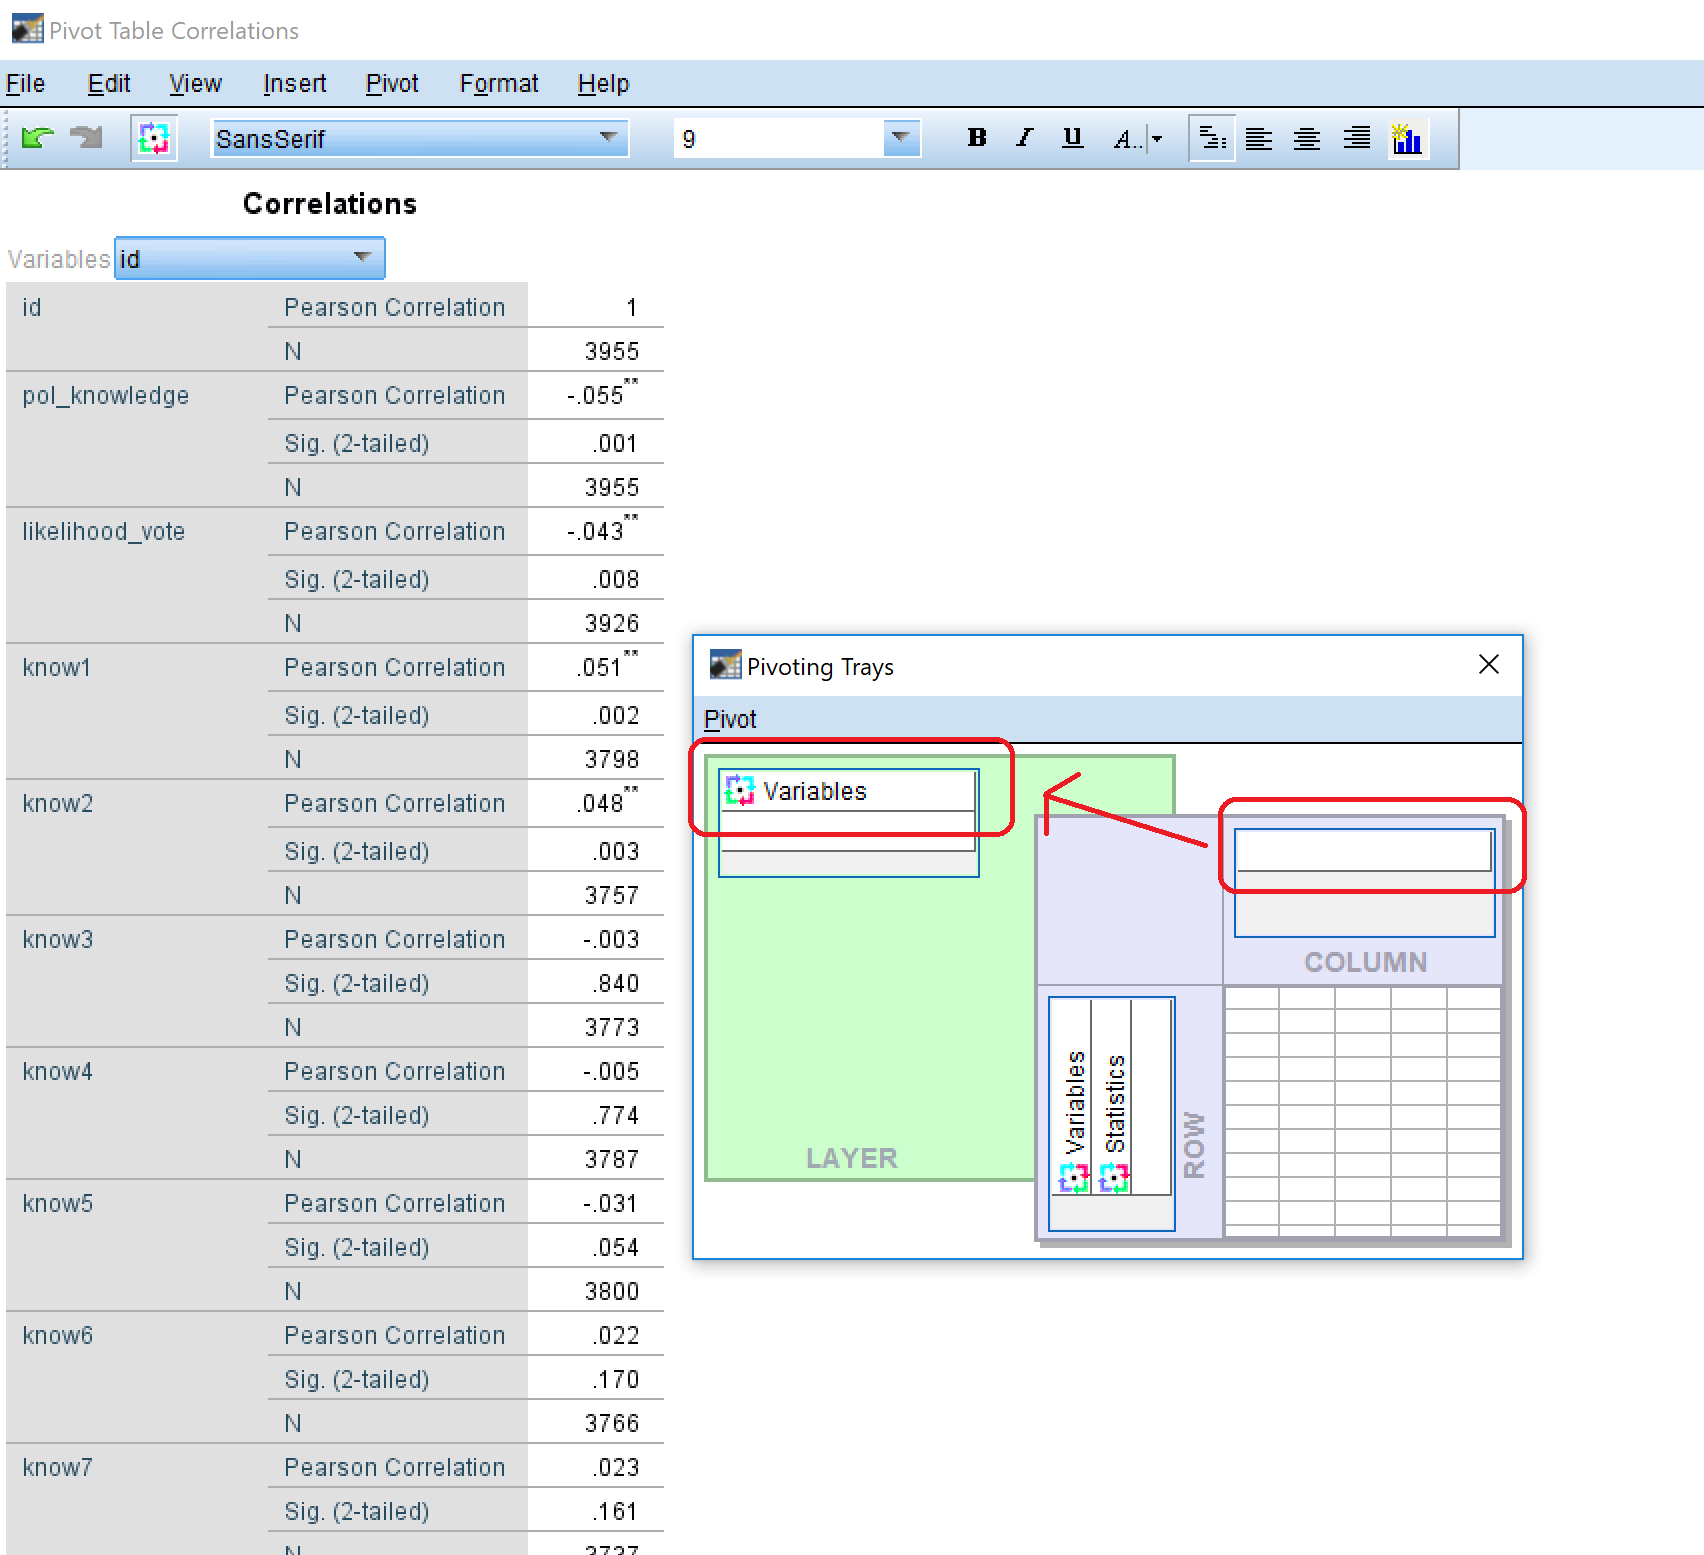 Pivot Table Correlations
File Edit View Insert Pivot Format Help
SansSerif 9 B I U A..
Correlations
Variables id
id Pearson Correlation 1
N 3955
pol_knowledge Pearson Correlation -.055**
Sig. (2-tailed) .001
N 3955
likelihood_vote Pearson Correlation -.043**
Sig. (2-tailed) .008
N 3926
know1 Pearson Correlation .051**
Sig. (2-tailed) .002
N 3798
know2 Pearson Correlation .048**
Sig. (2-tailed) .003
N 3757
know3 Pearson Correlation -.003
Sig. (2-tailed) .840
N 3773
know4 Pearson Correlation -.005
Sig. (2-tailed) .774
N 3787
know5 Pearson Correlation -.031
Sig. (2-tailed) .054
N 3800
know6 Pearson Correlation .022
Sig. (2-tailed) .170
N 3766
know7 Pearson Correlation .023
Sig. (2-tailed) .161
N 3737
Pivoting Trays
Pivot
Variables
COLUMN
Variables
Statistics
ROW
LAYER